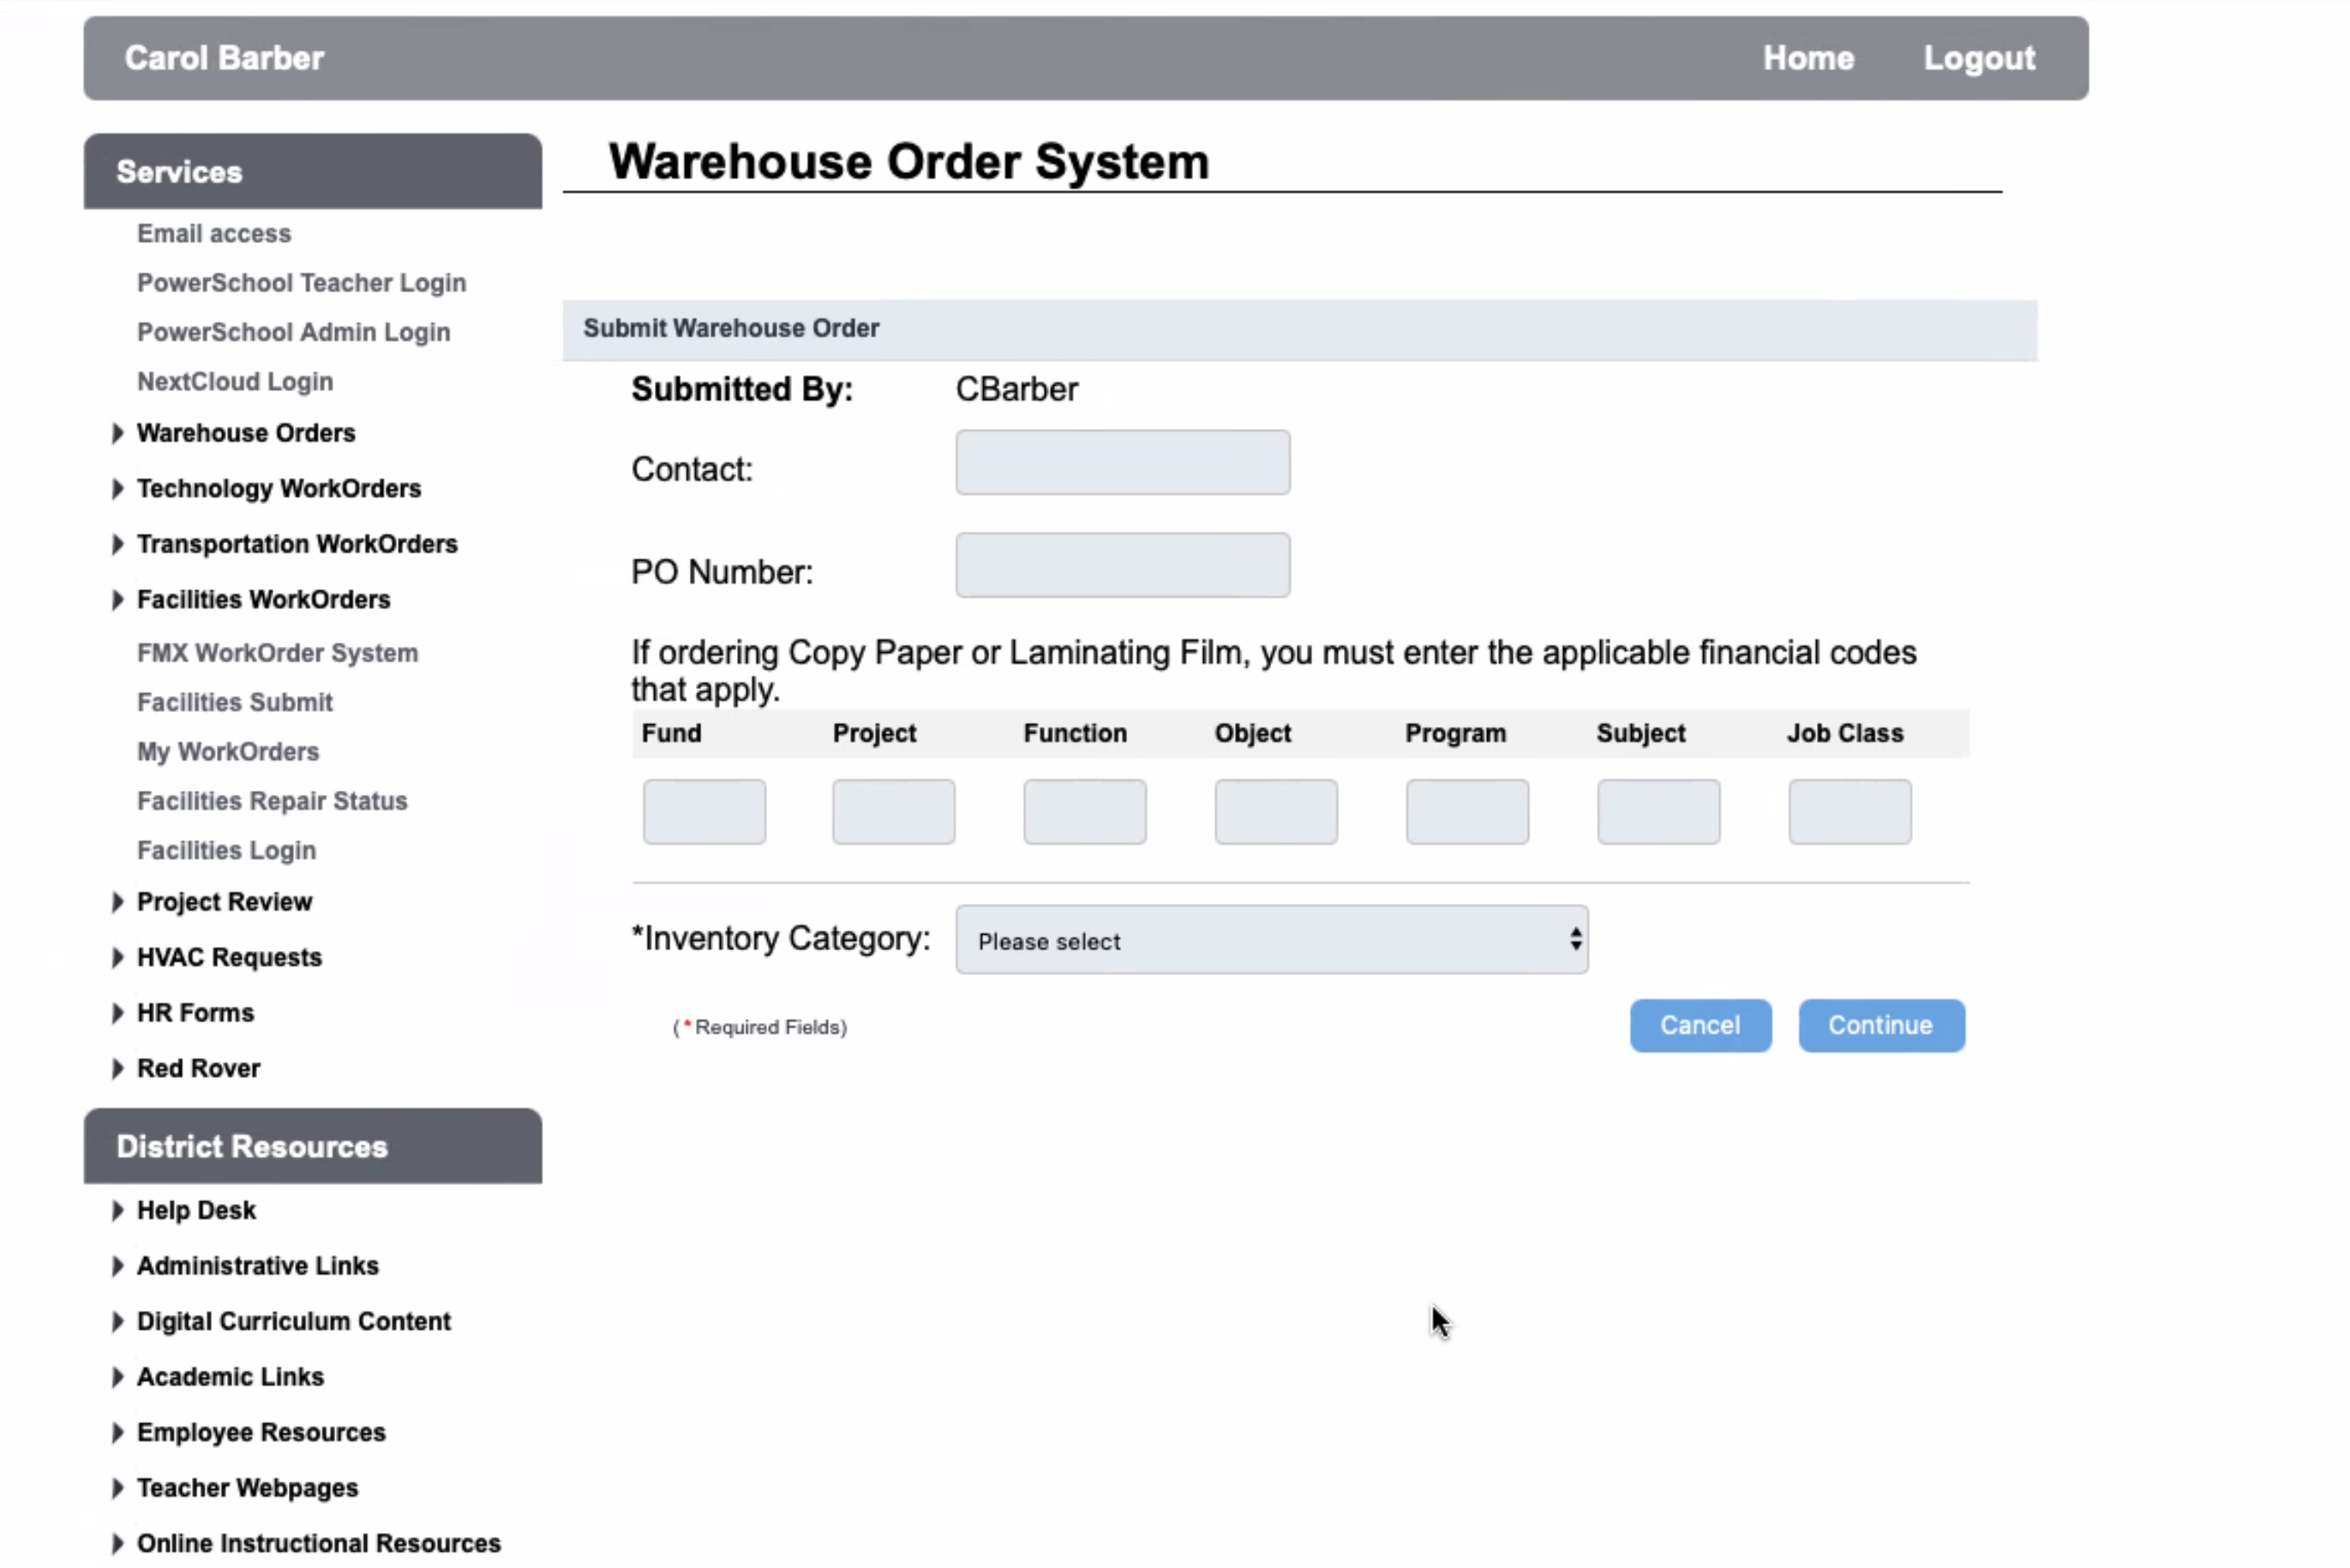 Carol Barber
Home
Logout
Services
Email access
PowerSchool Teacher Login
PowerSchool Admin Login
NextCloud Login
Warehouse Orders
Technology WorkOrders
Transportation WorkOrders
Facilities WorkOrders
FMX WorkOrder System
Facilities Submit
My WorkOrders
Facilities Repair Status
Facilities Login
Project Review
HVAC Requests
HR Forms
Red Rover
District Resources
Help Desk
Administrative Links
Digital Curriculum Content
Academic Links
Employee Resources
Teacher Webpages
Online Instructional Resources
Warehouse Order System
Submit Warehouse Order
Submitted By: CBarber
Contact:
PO Number:
If ordering Copy Paper or Laminating Film, you must enter the applicable financial codes
that apply.
Fund Project Function Object Program Subject Job Class
*Inventory Category: Please select
(* Required Fields)
Cancel
Continue